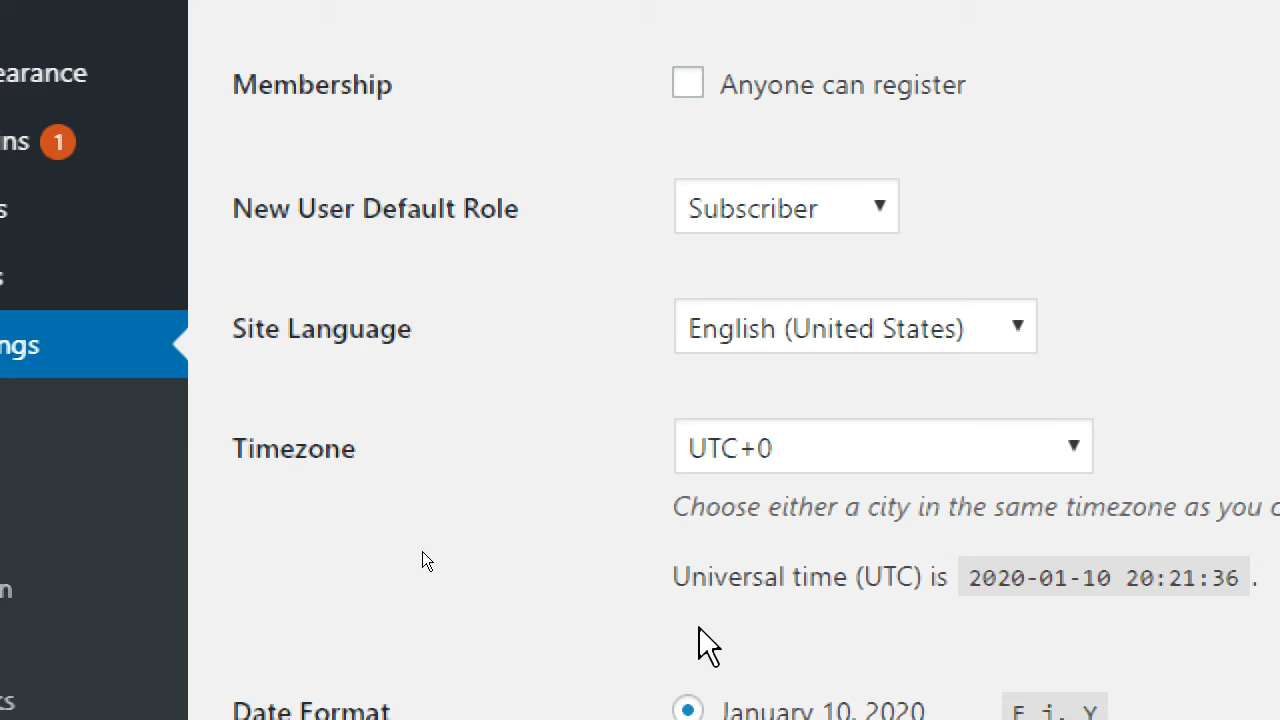 earance
Membership Anyone can register
ns 1
s
New User Default Role Subscriber
s
Site Language English (United States)
ngs
Timezone UTC+0
Choose either a city in the same timezone as you
Universal time (UTC) is 2020-01-10 20:21:36 .
n
ts
Date Format January 10, 2020 F j, Y